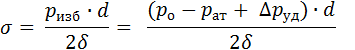 σ = (p_изб · d) / (2δ) = ((p_о − p_ат + Δp_уд) · d) / (2δ)